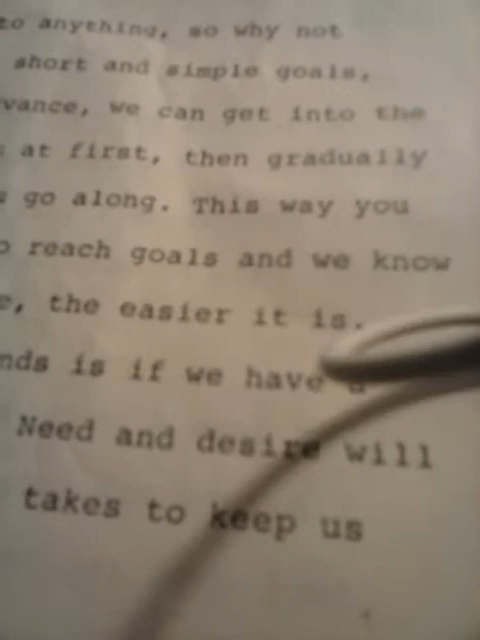 to anything, so why not
short and simple goals,
vance, we can get into the
at first, then gradually
go along. This way you
reach goals and we know
, the easier it is.
nds is if we have a
Need and desire will
takes to keep us